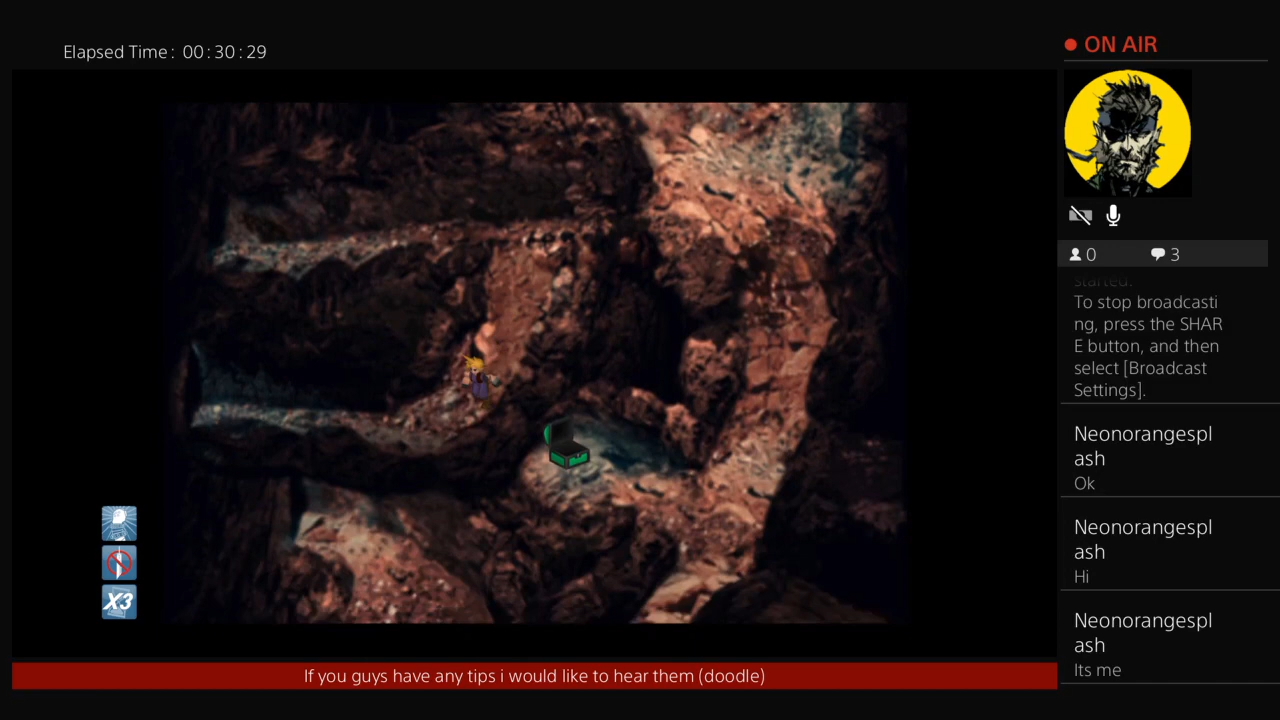 Elapsed Time: 00:30:29
ON AIR
0
3
started.
To stop broadcasti
ng, press the SHAR
E button, and then
select [Broadcast
Settings].
Neonorangespl
ash
Ok
Neonorangespl
ash
Hi
Neonorangespl
ash
Its me
X3
If you guys have any tips i would like to hear them (doodle)